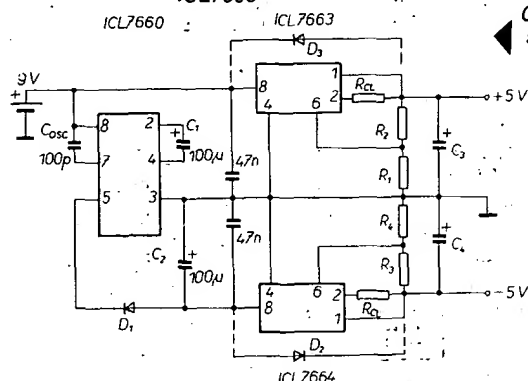 ICL7660
ICL7663
D₃
9V
+5V
8 2 C₁
Cosc
100p
7 4 100µ
5 3
C₂
100µ
47n
47n
8 1
2
4 6
RCL
R₂
R₁
R₄
R₃
C₃
C₄
4 6
8 2
1
RCL
−5V
D₁
D₂
ICL7664